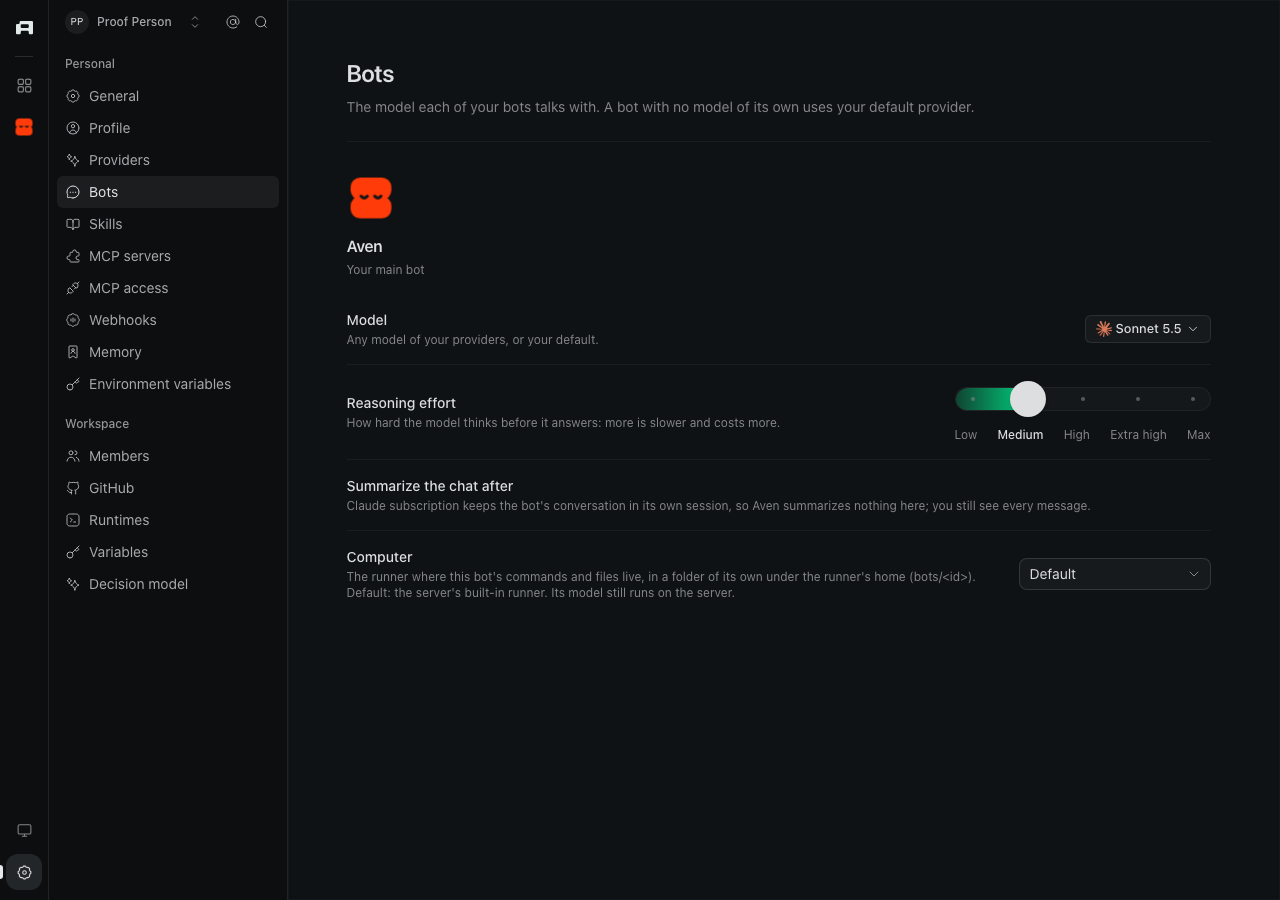 PP Proof Person
Personal
General
Profile
Providers
Bots
Skills
MCP servers
MCP access
Webhooks
Memory
Environment variables
Workspace
Members
GitHub
Runtimes
Variables
Decision model
Bots
The model each of your bots talks with. A bot with no model of its own uses your default provider.
Aven
Your main bot
Model
Any model of your providers, or your default.
Sonnet 5.5
Reasoning effort
How hard the model thinks before it answers: more is slower and costs more.
Low Medium High Extra high Max
Summarize the chat after
Claude subscription keeps the bot's conversation in its own session, so Aven summarizes nothing here; you still see every message.
Computer
The runner where this bot's commands and files live, in a folder of its own under the runner's home (bots/<id>).
Default: the server's built-in runner. Its model still runs on the server.
Default